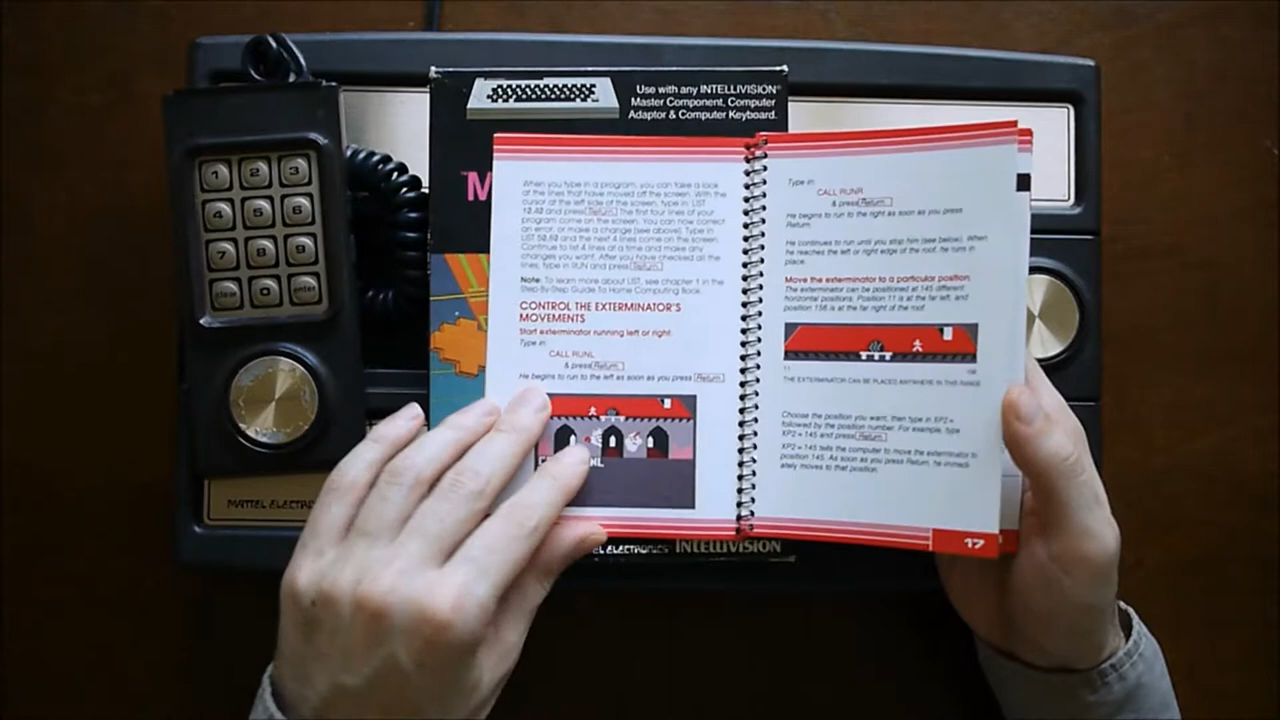 1 2 3
4 5 6
7 8 9
clear 0 enter
MATTEL ELECTRO
Use with any INTELLIVISION®
Master Component, Computer
Adaptor & Computer Keyboard.
M
When you type in a program, you can take a look
at the lines that have moved off the screen. With the
cursor at the left side of the screen, type in: LIST
10,40 and press Return. The first four lines of your
program come on the screen. You can now correct
an error, or make a change (see above). Type in
LIST 50,80 and the next 4 lines come on the screen.
Continue to list 4 lines at a time and make any
changes you want. After you have checked all the
lines, type in RUN and press Return.
Note: To learn more about LIST, see chapter 1 in the
Step-By-Step Guide To Home Computing Book.
CONTROL THE EXTERMINATOR'S
MOVEMENTS
Start exterminator running left or right:
Type in:
CALL RUNL
& press Return.
He begins to run to the left as soon as you press Return.
NL
Type in:
CALL RUNR
& press Return.
He begins to run to the right as soon as you press
Return.
He continues to run until you stop him (see below). When
he reaches the left or right edge of the roof, he runs in
place.
Move the exterminator to a particular position:
The exterminator can be positioned at 145 different
horizontal positions. Position 11 is at the far left, and
position 156 is at the far right of the roof.
11 156
THE EXTERMINATOR CAN BE PLACED ANYWHERE IN THIS RANGE
Choose the position you want, then type in XP2=
followed by the position number. For example, type
XP2=145 and press Return.
XP2=145 tells the computer to move the exterminator to
position 145. As soon as you press Return, he immedi-
ately moves to that position.
17
ELECTRONICS INTELLIVISION